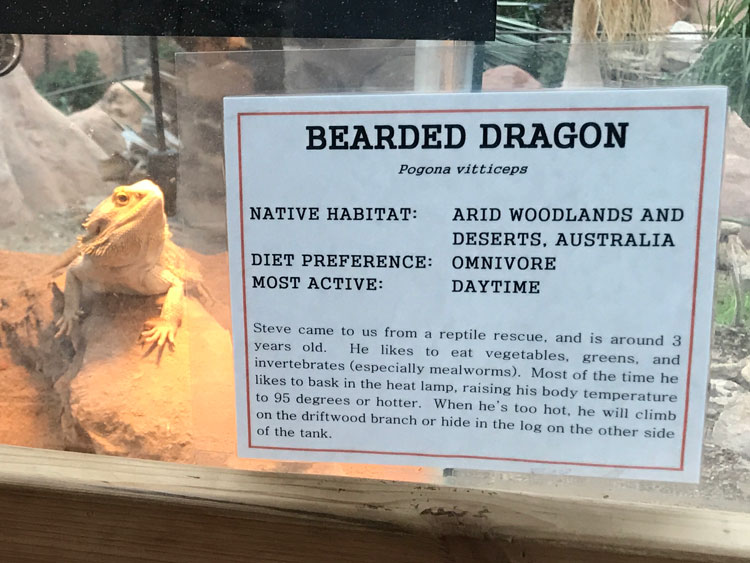 BEARDED DRAGON
Pogona vitticeps
NATIVE HABITAT: ARID WOODLANDS AND
DESERTS, AUSTRALIA
DIET PREFERENCE: OMNIVORE
MOST ACTIVE: DAYTIME
Steve came to us from a reptile rescue, and is around 3
years old. He likes to eat vegetables, greens, and
invertebrates (especially mealworms). Most of the time he
likes to bask in the heat lamp, raising his body temperature
to 95 degrees or hotter. When he's too hot, he will climb
on the driftwood branch or hide in the log on the other side
of the tank.